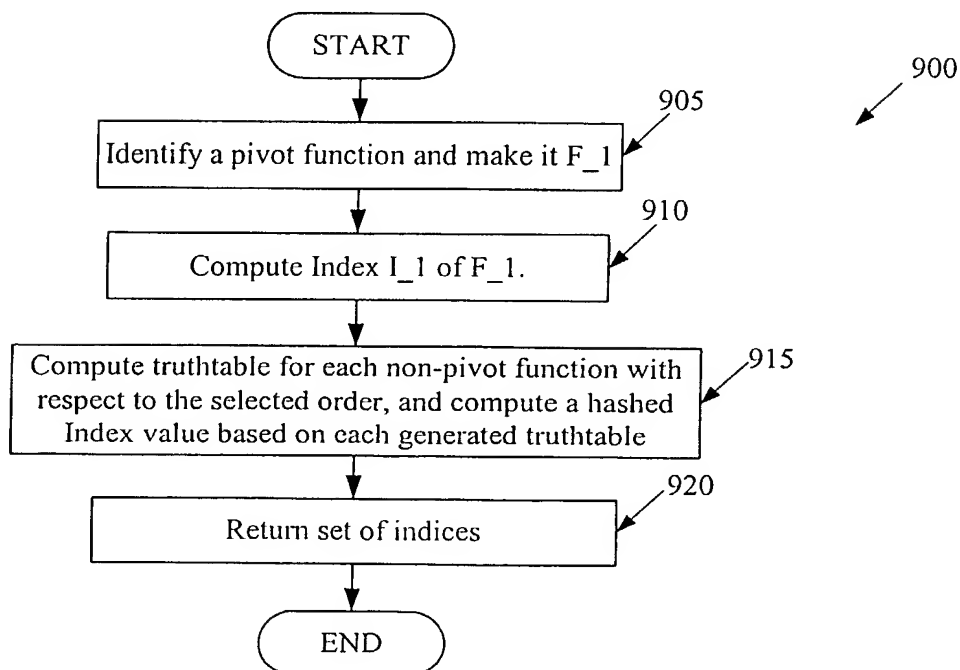 START
900
905
Identify a pivot function and make it F_1
910
Compute Index I_1 of F_1.
Compute truthtable for each non-pivot function with
respect to the selected order, and compute a hashed
Index value based on each generated truthtable
915
920
Return set of indices
END